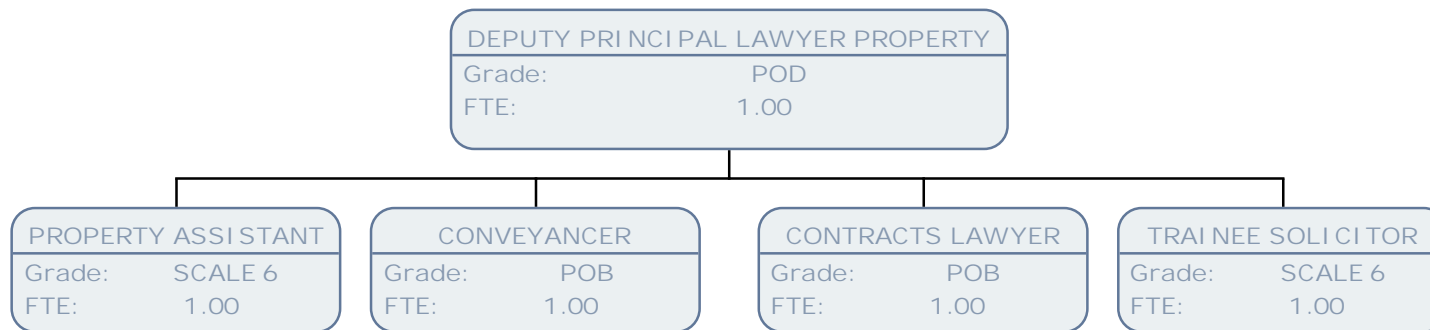 DEPUTY PRINCIPAL LAWYER PROPERTY
Grade: POD
FTE: 1.00
PROPERTY ASSISTANT
Grade: SCALE 6
FTE: 1.00
CONVEYANCER
Grade: POB
FTE: 1.00
CONTRACTS LAWYER
Grade: POB
FTE: 1.00
TRAINEE SOLICITOR
Grade: SCALE 6
FTE: 1.00